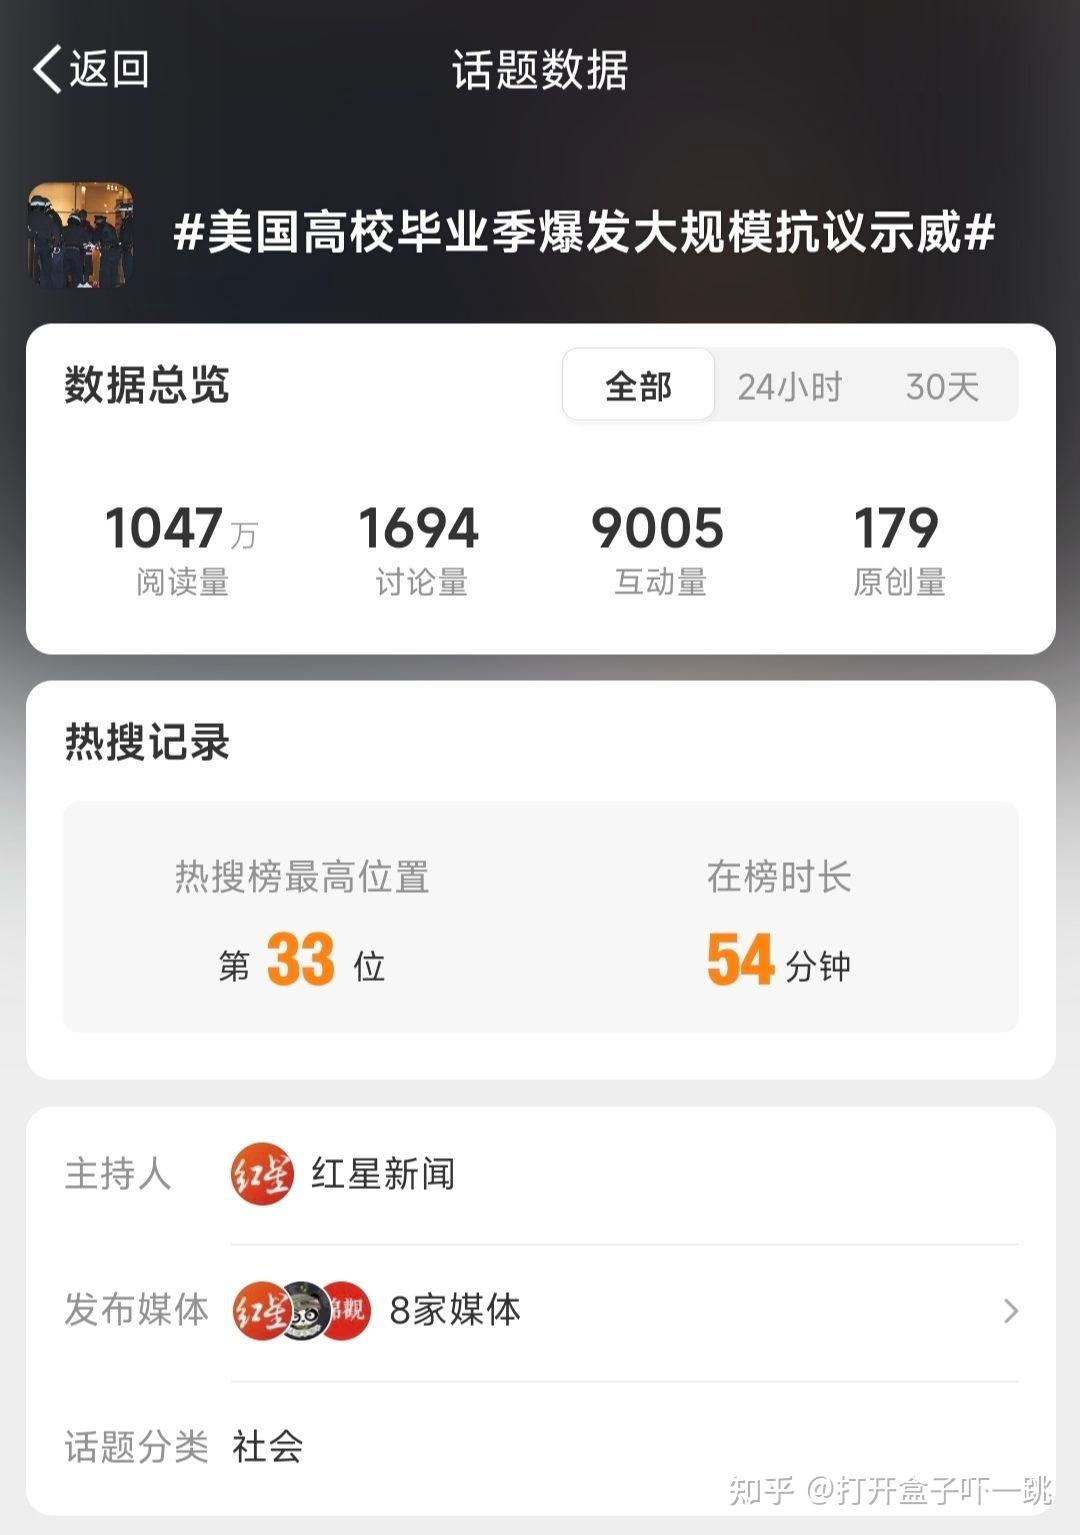 返回
话题数据
#美国高校毕业季爆发大规模抗议示威#
数据总览
全部 24小时 30天
1047万 1694 9005 179
阅读量 讨论量 互动量 原创量
热搜记录
热搜榜最高位置 在榜时长
第 33 位 54 分钟
主持人 红星 红星新闻
发布媒体 红星 觀 8家媒体
话题分类 社会
知乎 @打开盒子吓一跳